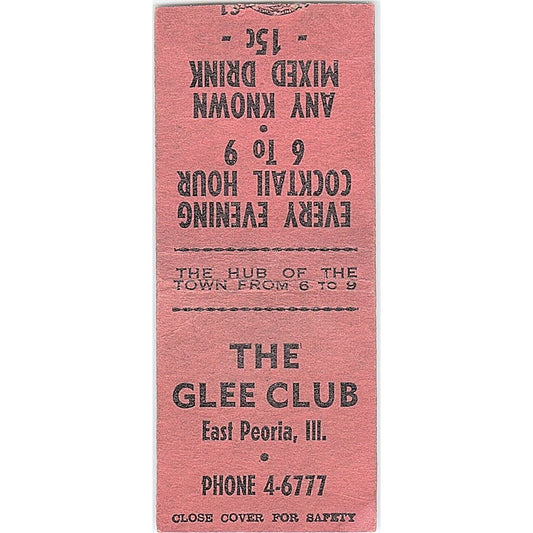 THE
GLEE CLUB
East Peoria, Ill.
•
PHONE 4-6777
CLOSE COVER FOR SAFETY
THE HUB OF THE
TOWN FROM 6 TO 9
EVERY EVENING
COCKTAIL HOUR
6 TO 9
•
ANY KNOWN
MIXED DRINK
- 15c -